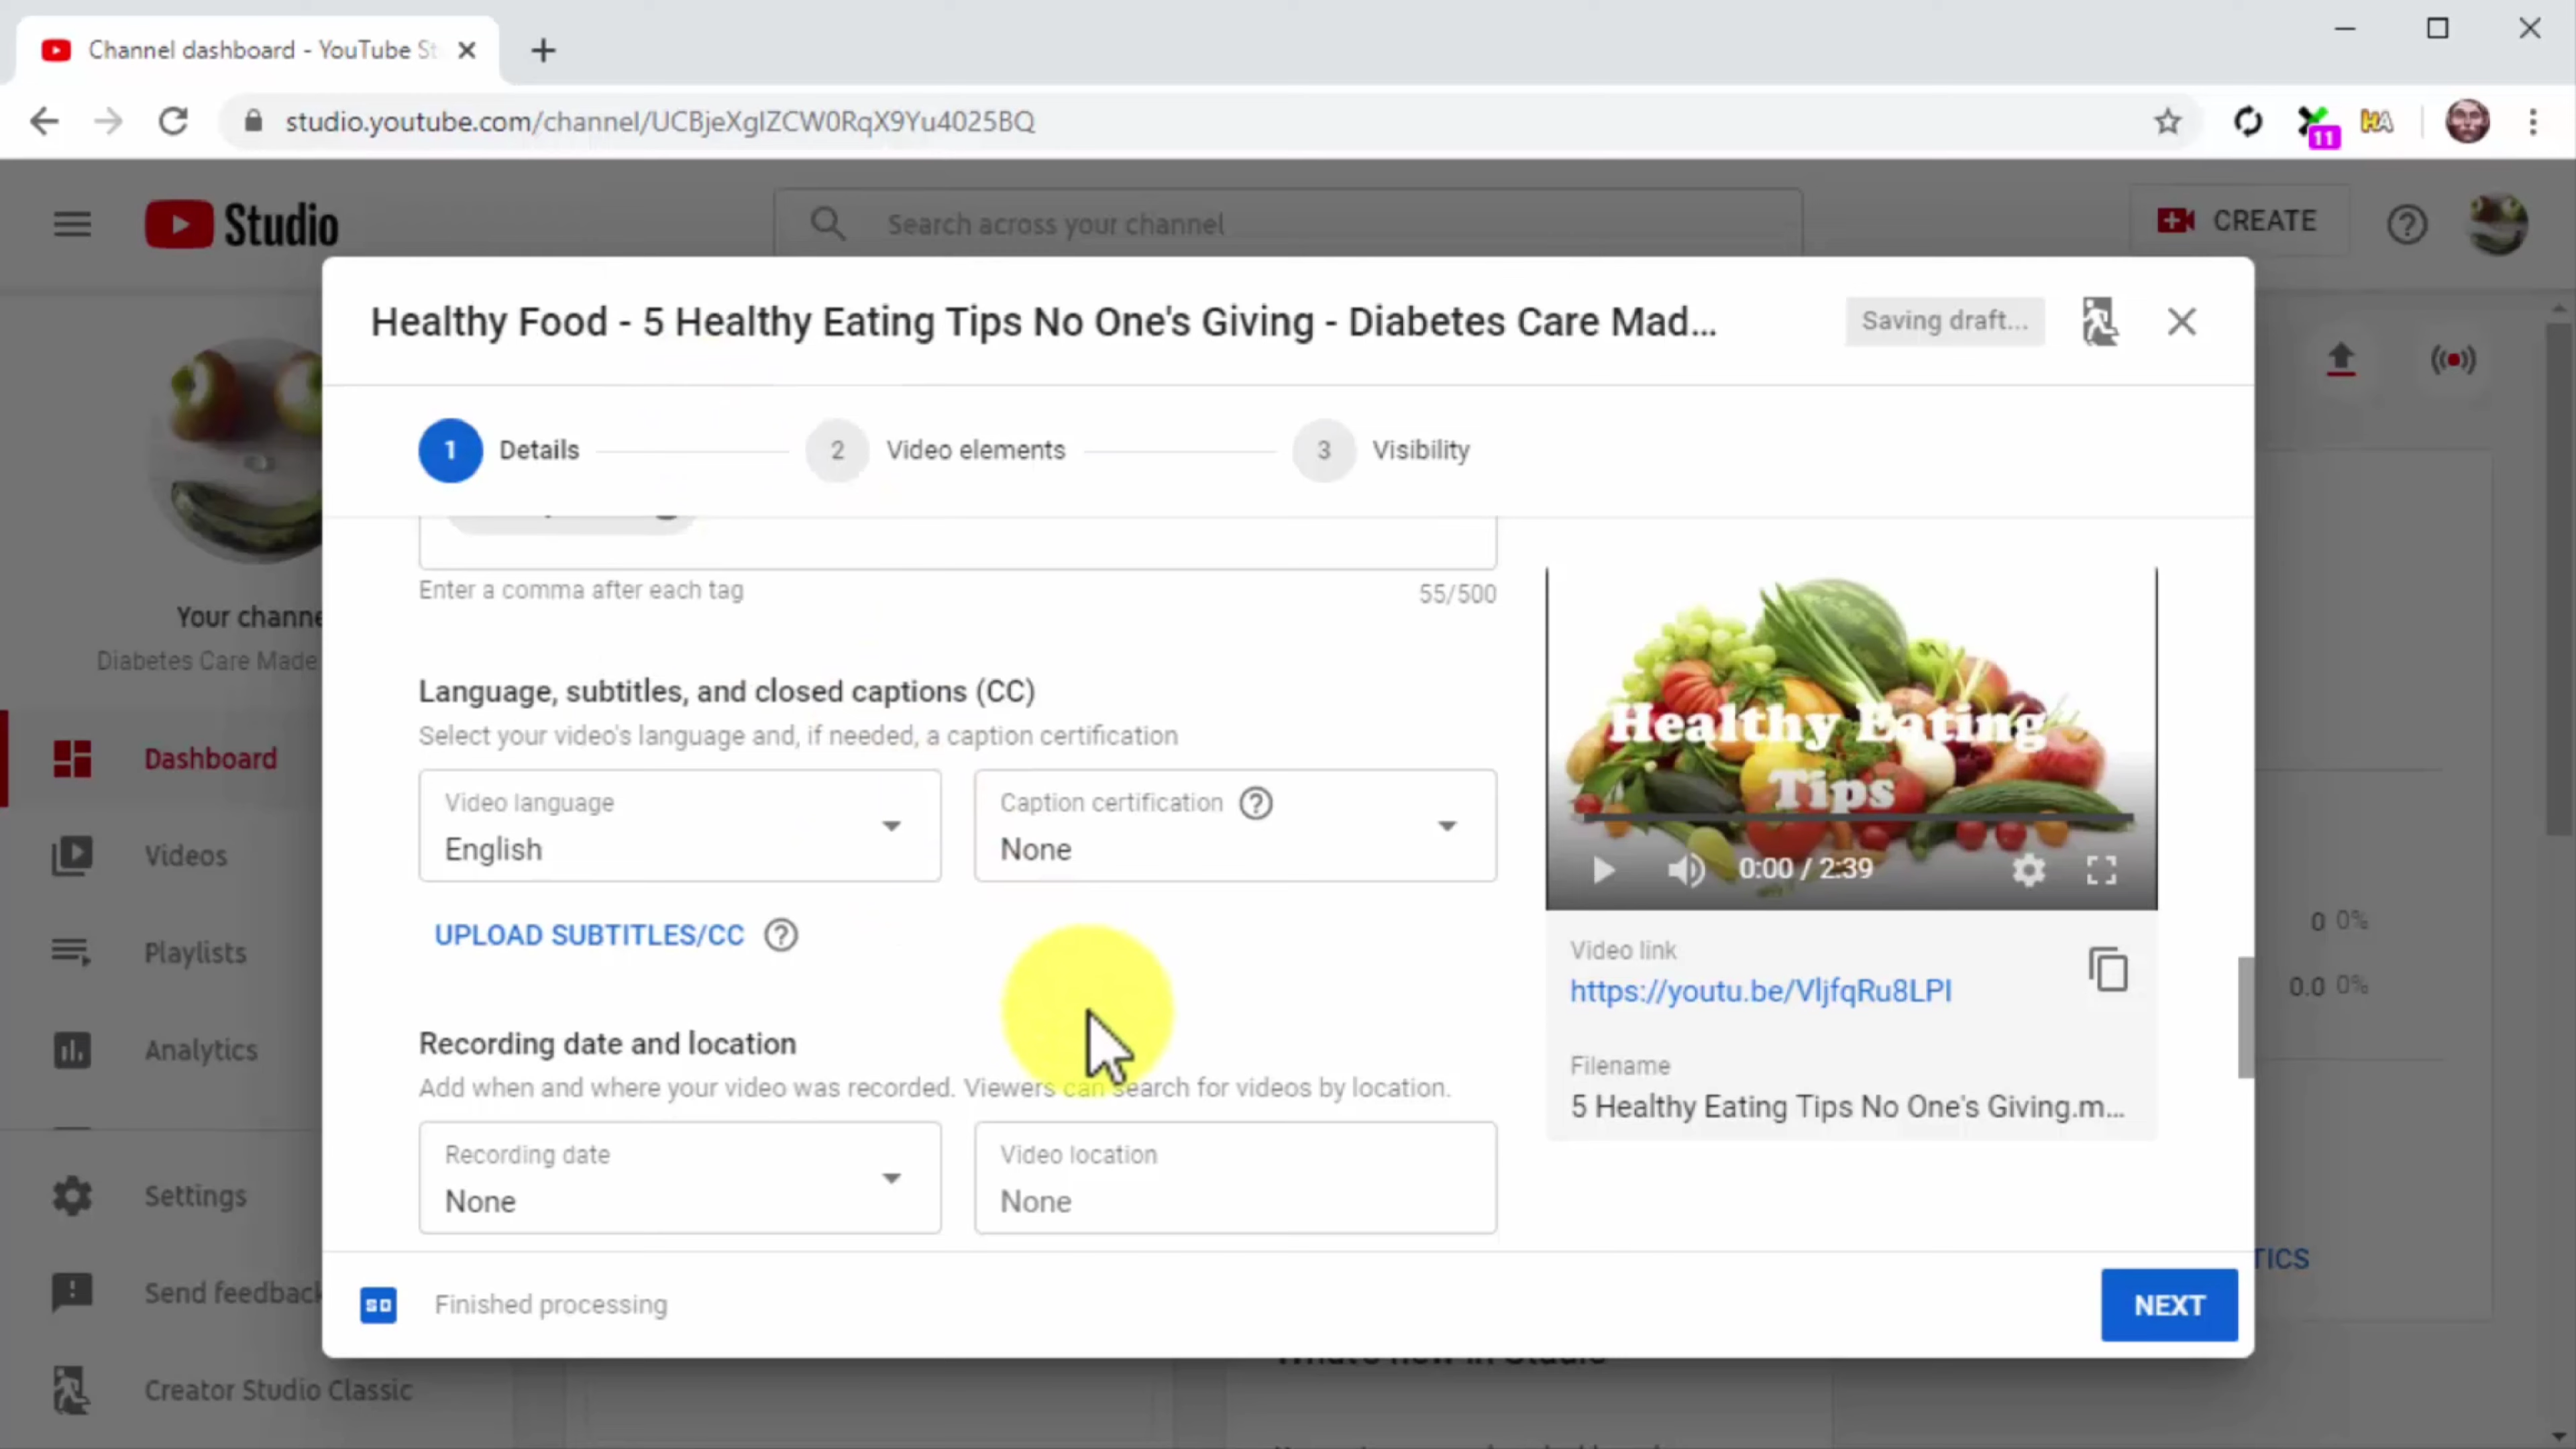 Channel dashboard - YouTube St
studio.youtube.com/channel/UCBjeXgIZCW0RqX9Yu4025BQ
11
HA
Studio
Search across your channel
CREATE
Healthy Food - 5 Healthy Eating Tips No One's Giving - Diabetes Care Mad...
Saving draft...
1 Details
2 Video elements
3 Visibility
Enter a comma after each tag
55/500
Your channe
Diabetes Care Made
Language, subtitles, and closed captions (CC)
Select your video's language and, if needed, a caption certification
Video language
English
Caption certification
None
UPLOAD SUBTITLES/CC
Recording date and location
Add when and where your video was recorded. Viewers can search for videos by location.
Recording date
None
Video location
None
Healthy Eating
Tips
0:00 / 2:39
Video link
https://youtu.be/VljfqRu8LPI
Filename
5 Healthy Eating Tips No One's Giving.m...
Dashboard
Videos
Playlists
Analytics
Settings
Send feedback
Creator Studio Classic
0 0%
0.0 0%
TICS
SD
Finished processing
NEXT